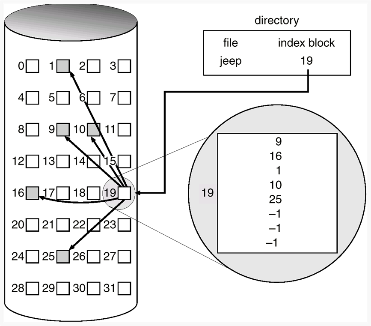 directory
file index block
jeep 19
0 1 2 3
4 5 6 7
8 9 10 11
12 13 14 15
16 17 18 19
20 21 22 23
24 25 26 27
28 29 30 31
19
9
16
1
10
25
–1
–1
–1